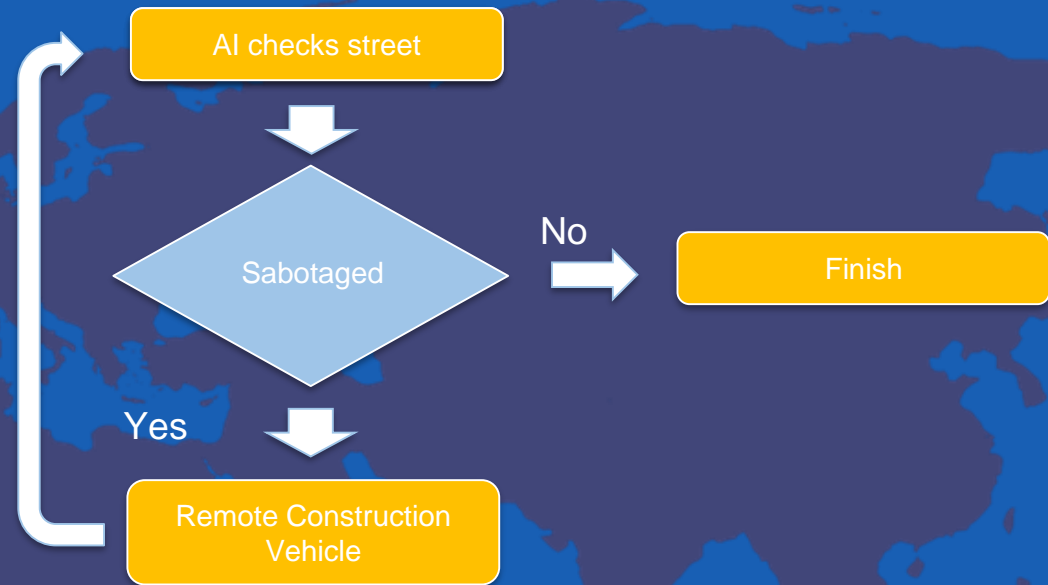 AI checks street
Sabotaged
No
Finish
Yes
Remote Construction
Vehicle